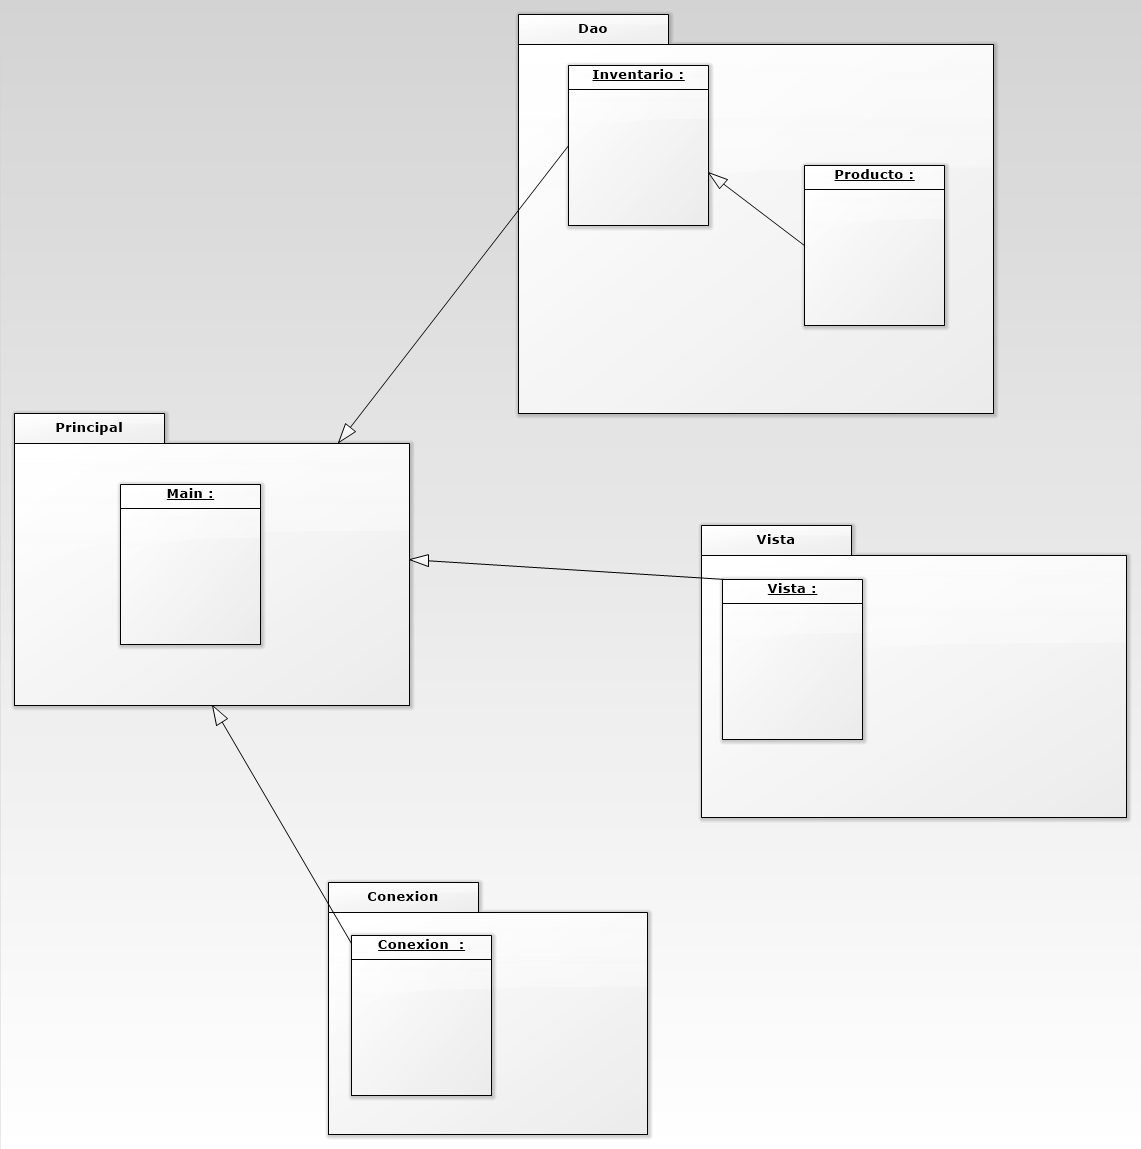 Dao
Inventario :
Producto :
Principal
Main :
Vista
Vista :
Conexion
Conexion  :